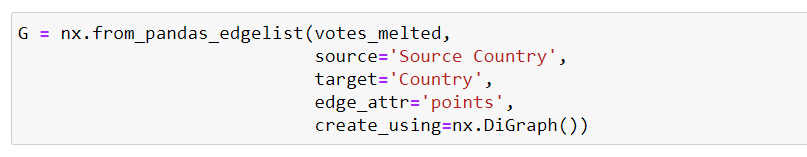 G = nx.from_pandas_edgelist(votes_melted,
                            source='Source Country',
                            target='Country',
                            edge_attr='points',
                            create_using=nx.DiGraph())